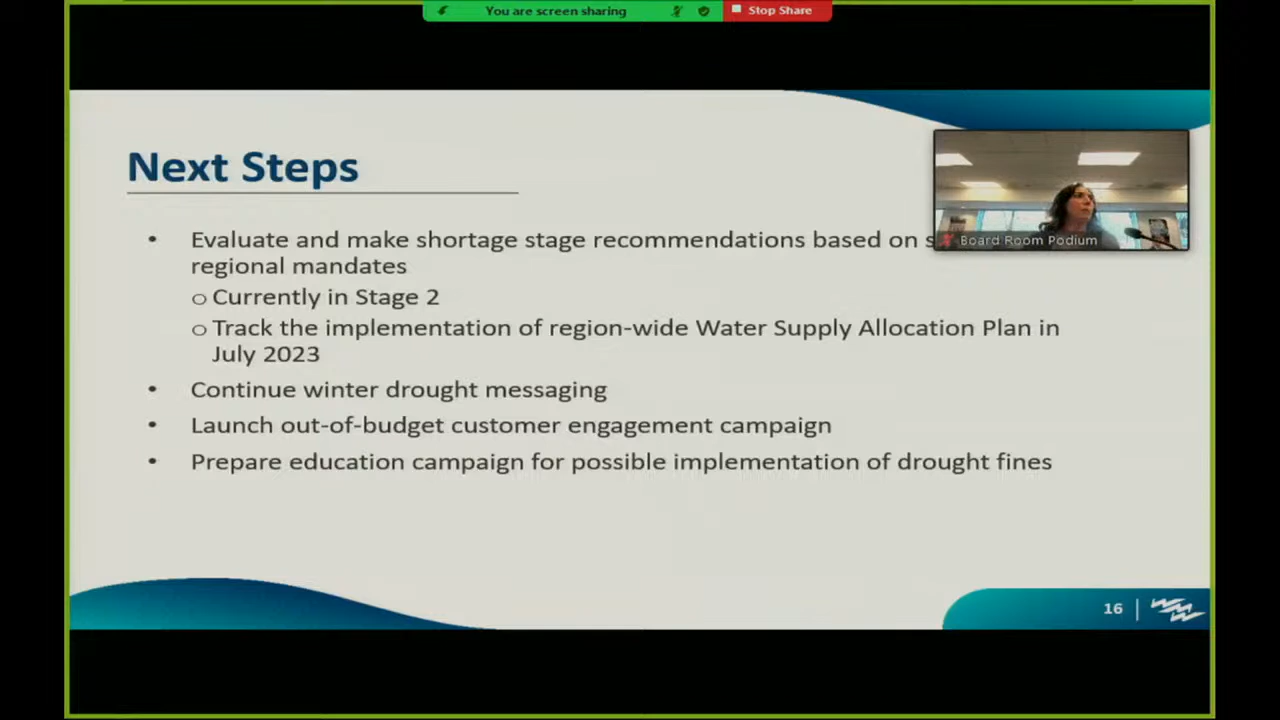 You are screen sharing
Stop Share
Next Steps
• Evaluate and make shortage stage recommendations based on
regional mandates
o Currently in Stage 2
o Track the implementation of region-wide Water Supply Allocation Plan in
July 2023
• Continue winter drought messaging
• Launch out-of-budget customer engagement campaign
• Prepare education campaign for possible implementation of drought fines
Board Room Podium
16